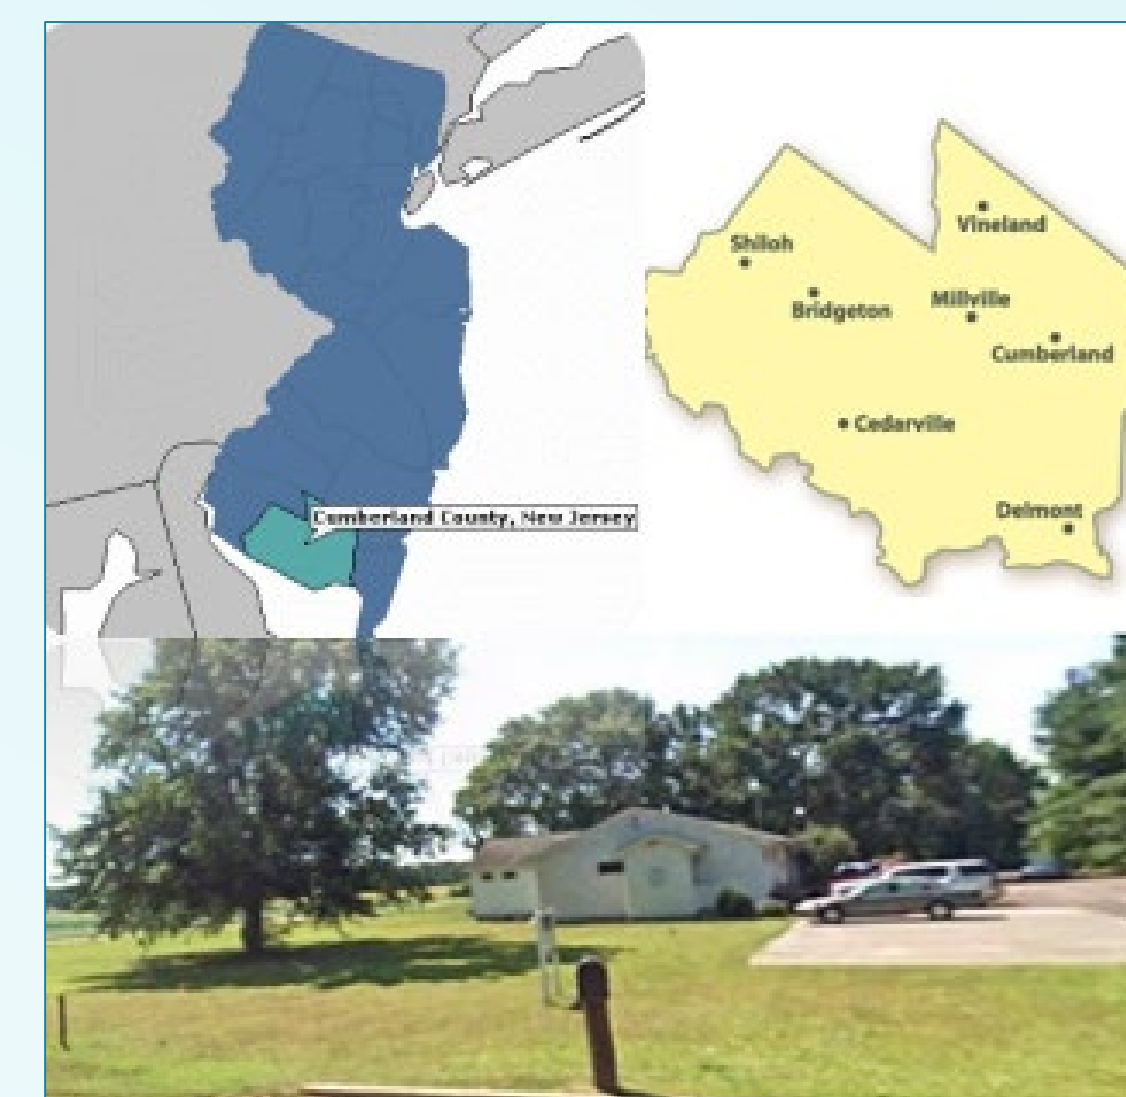 Cumberland County, New Jersey
Vineland
Shiloh
Millville
Bridgeton
Cumberland
Cedarville
Delmont